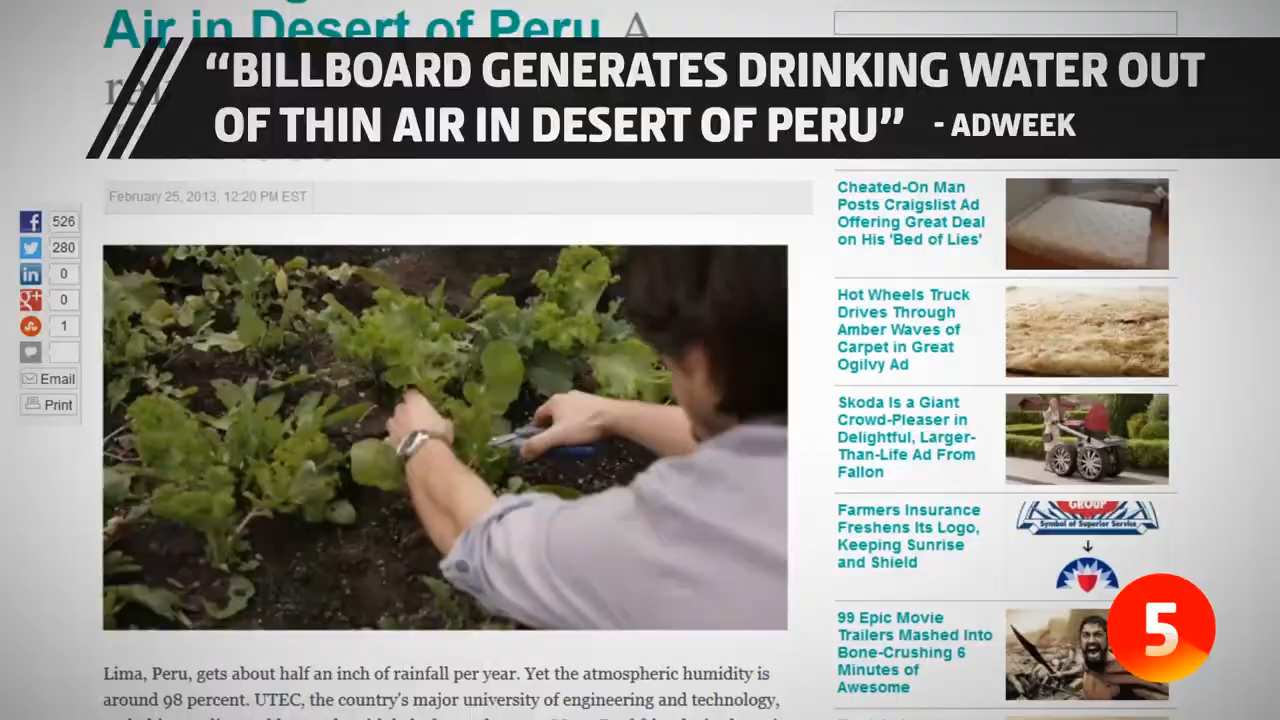 Air in Desert of Peru A
“BILLBOARD GENERATES DRINKING WATER OUT
OF THIN AIR IN DESERT OF PERU” - ADWEEK
February 25, 2013, 12:20 PM EST
526
280
0
0
1
Email
Print
Cheated-On Man
Posts Craigslist Ad
Offering Great Deal
on His 'Bed of Lies'
Hot Wheels Truck
Drives Through
Amber Waves of
Carpet in Great
Ogilvy Ad
Skoda Is a Giant
Crowd-Pleaser in
Delightful, Larger-
Than-Life Ad From
Fallon
Farmers Insurance
Freshens Its Logo,
Keeping Sunrise
and Shield
GROUP
Symbol of Superior Service
99 Epic Movie
Trailers Mashed Into
Bone-Crushing 6
Minutes of
Awesome
5
Lima, Peru gets about half an inch of rainfall per year. Yet the atmospheric humidity is
around 98 percent. UTEC, the country's major university of engineering and technology,